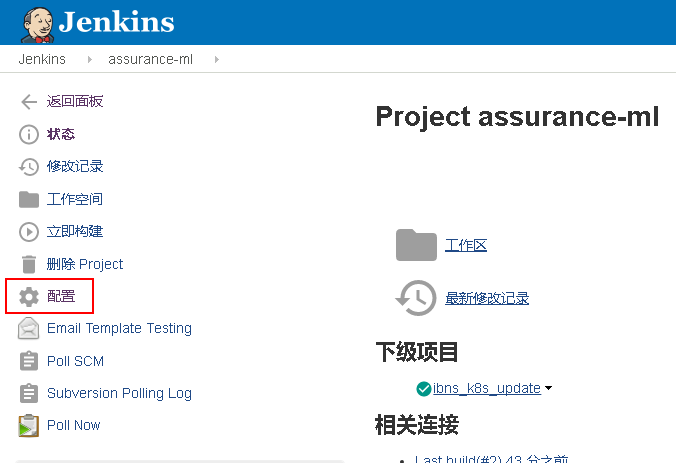 Jenkins
Jenkins assurance-ml
返回面板
状态
修改记录
工作空间
立即构建
删除 Project
配置
Email Template Testing
Poll SCM
Subversion Polling Log
Poll Now
Project assurance-ml
工作区
最新修改记录
下级项目
ibns_k8s_update
相关连接
Last build(#2),43 分之前